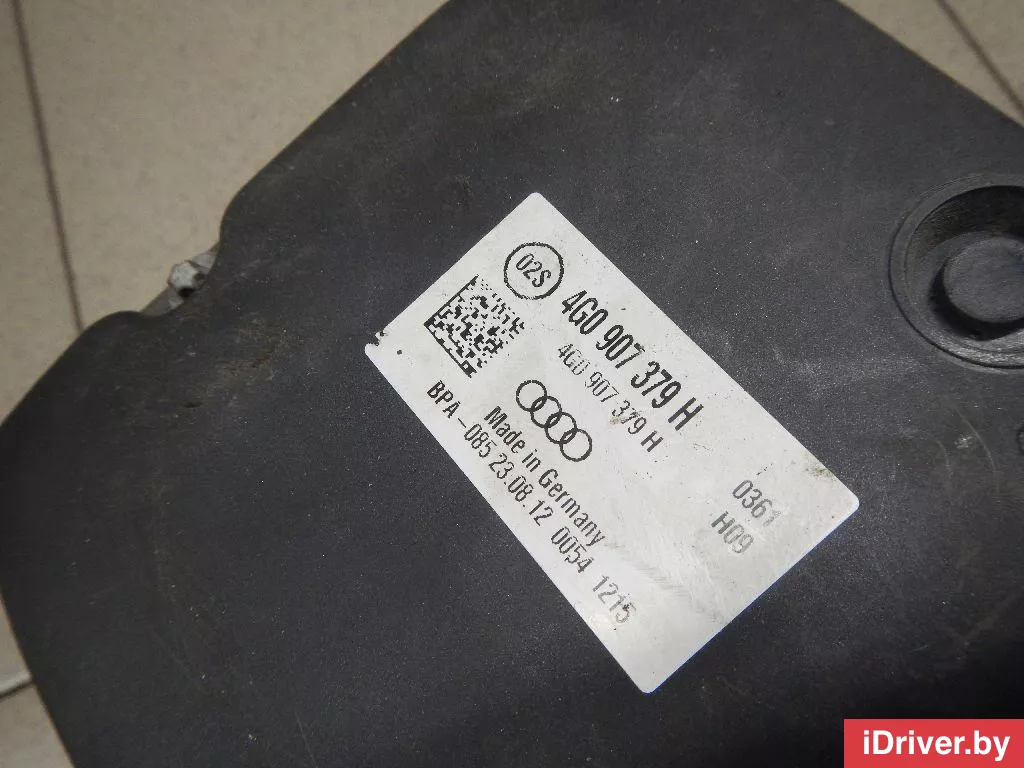 02S
4G0 907 379 H
4G0 907 379 H
Made in Germany
BPA -085 23.08.12 0054 1215
0361
H09
iDriver.by